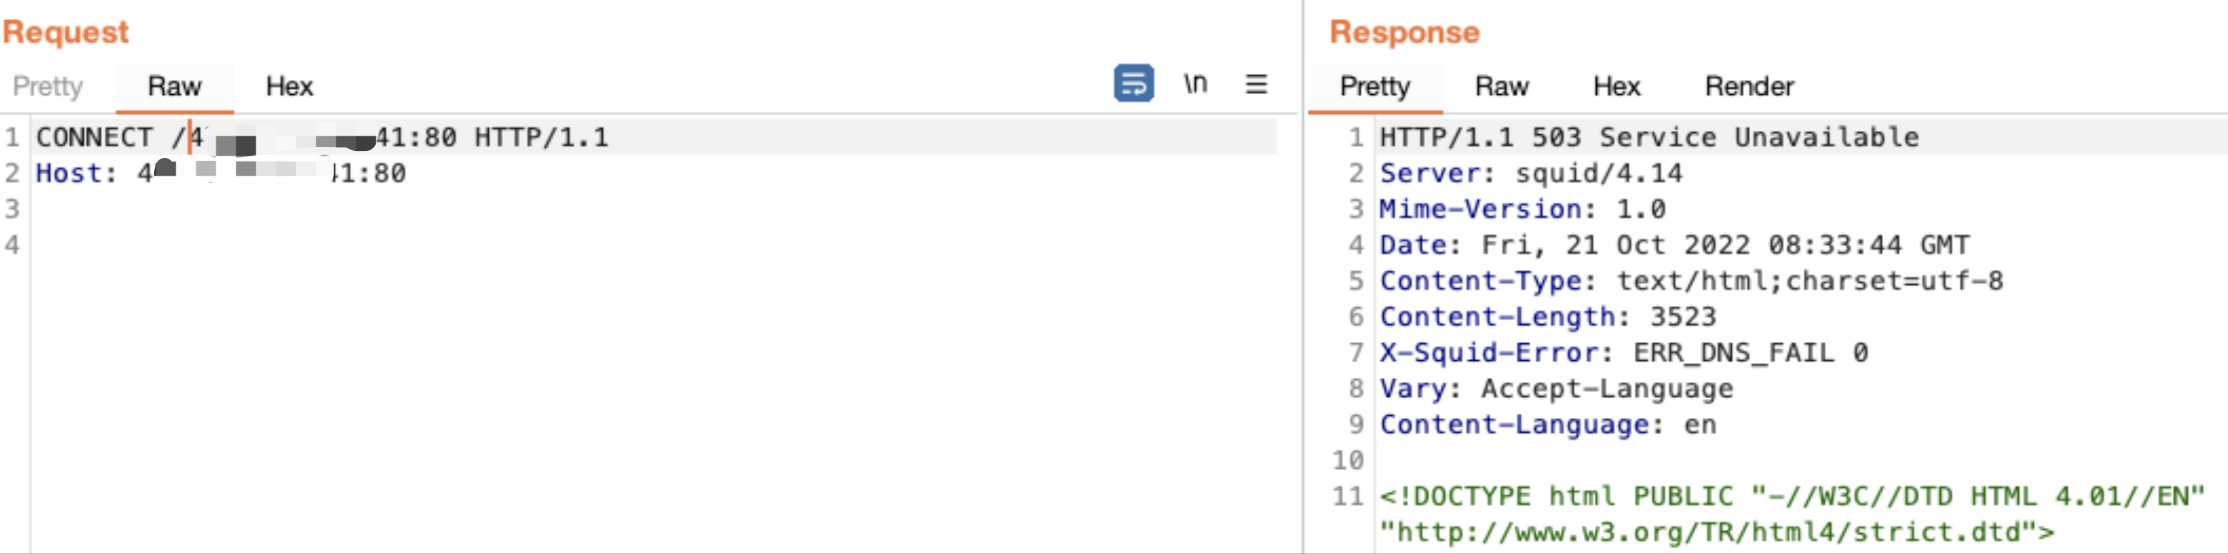 Request
Pretty Raw Hex \n
1 CONNECT /4 41:80 HTTP/1.1
2 Host: 4 1:80
3
4
Response
Pretty Raw Hex Render
1 HTTP/1.1 503 Service Unavailable
2 Server: squid/4.14
3 Mime-Version: 1.0
4 Date: Fri, 21 Oct 2022 08:33:44 GMT
5 Content-Type: text/html;charset=utf-8
6 Content-Length: 3523
7 X-Squid-Error: ERR_DNS_FAIL 0
8 Vary: Accept-Language
9 Content-Language: en
10
11 <!DOCTYPE html PUBLIC "-//W3C//DTD HTML 4.01//EN"
"http://www.w3.org/TR/html4/strict.dtd">